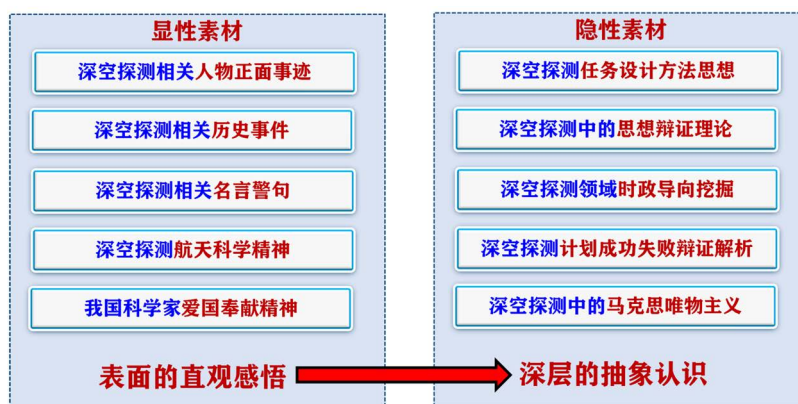 显性素材
深空探测相关人物正面事迹
深空探测相关历史事件
深空探测相关名言警句
深空探测航天科学精神
我国科学家爱国奉献精神
表面的直观感悟
隐性素材
深空探测任务设计方法思想
深空探测中的思想辩证理论
深空探测领域时政导向挖掘
深空探测计划成功失败辩证解析
深空探测中的马克思唯物主义
深层的抽象认识